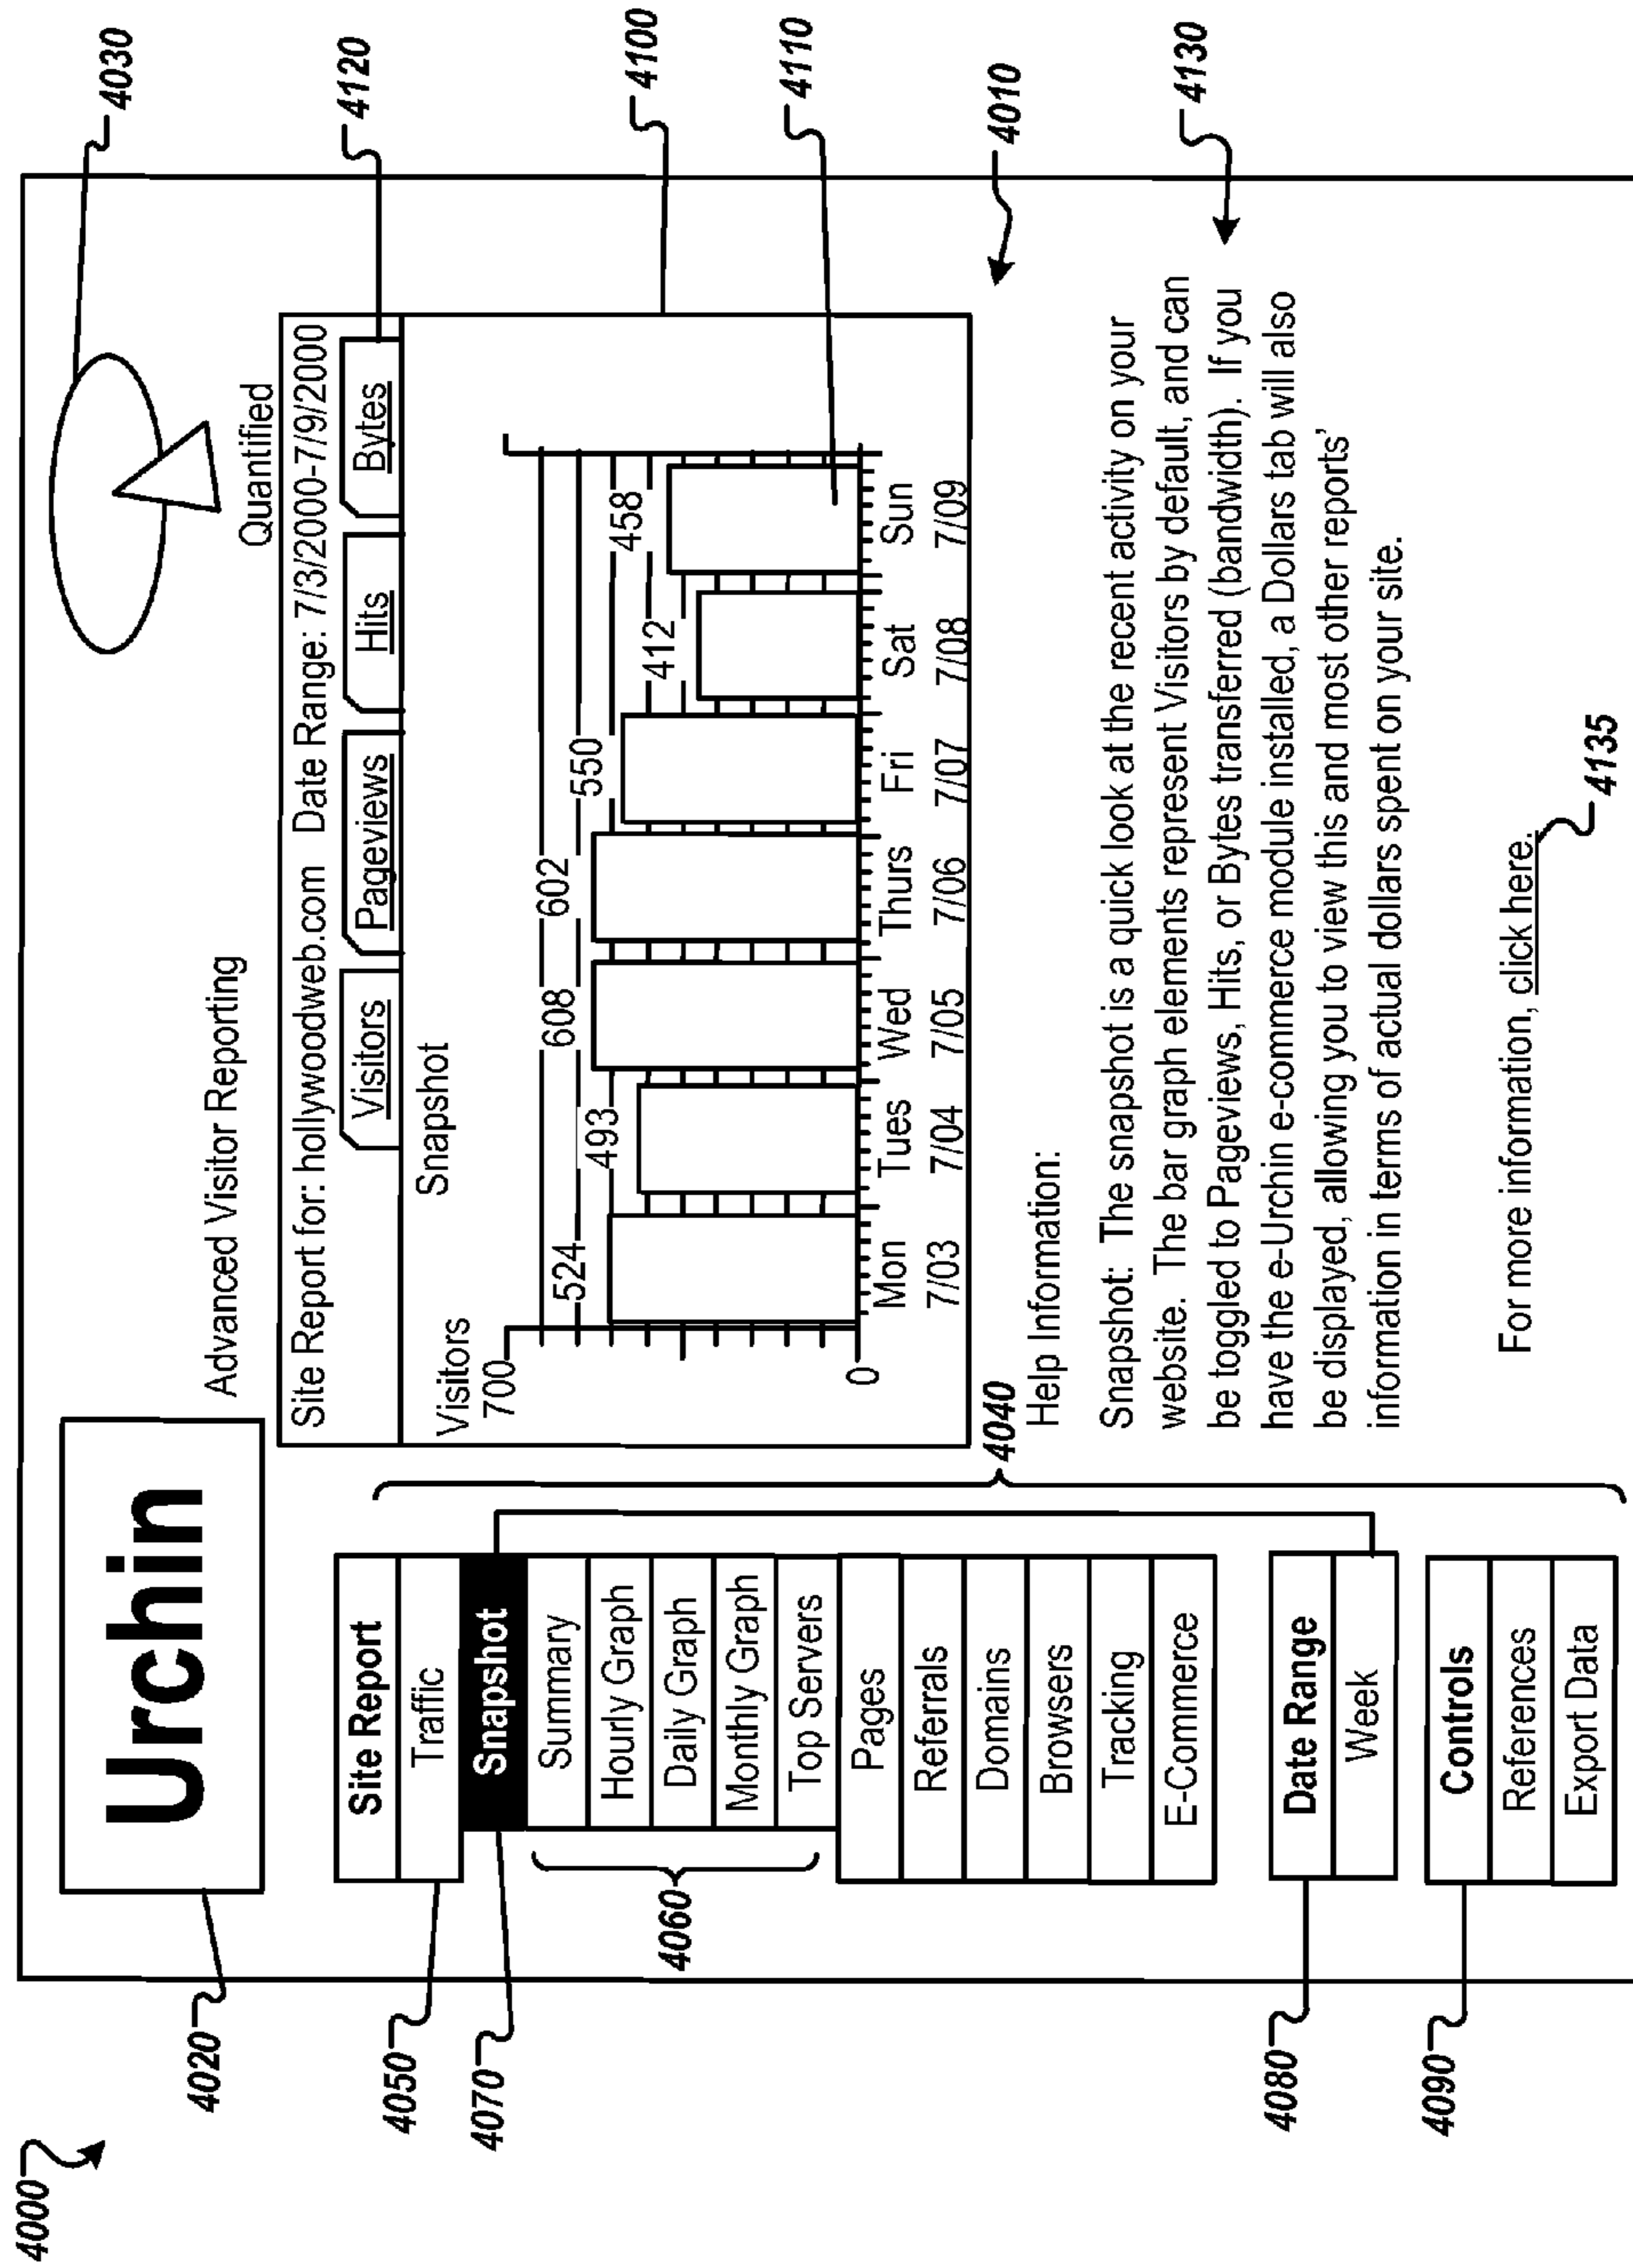 4000
Urchin
4020
4030
Advanced Visitor Reporting
Quantified
Site Report for: hollywoodweb.com Date Range: 7/3/2000-7/9/2000
Visitors
Pageviews
Hits
Bytes
4120
Snapshot
Visitors
700
0
524
493
608
602
550
412
458
Mon
Tues
Wed
Thurs
Fri
Sat
Sun
7/03
7/04
7/05
7/06
7/07
7/08
7/09
4100
4110
4010
Site Report
Traffic
Snapshot
Summary
Hourly Graph
Daily Graph
Monthly Graph
Top Servers
Pages
Referrals
Domains
Browsers
Tracking
E-Commerce
Date Range
Week
Controls
References
Export Data
4050
4070
4060
4080
4090
4040
Help Information:
Snapshot: The snapshot is a quick look at the recent activity on your
website. The bar graph elements represent Visitors by default, and can
be toggled to Pageviews, Hits, or Bytes transferred (bandwidth). If you
have the e-Urchin e-commerce module installed, a Dollars tab will also
be displayed, allowing you to view this and most other reports'
information in terms of actual dollars spent on your site.
4130
For more information, click here.
4135